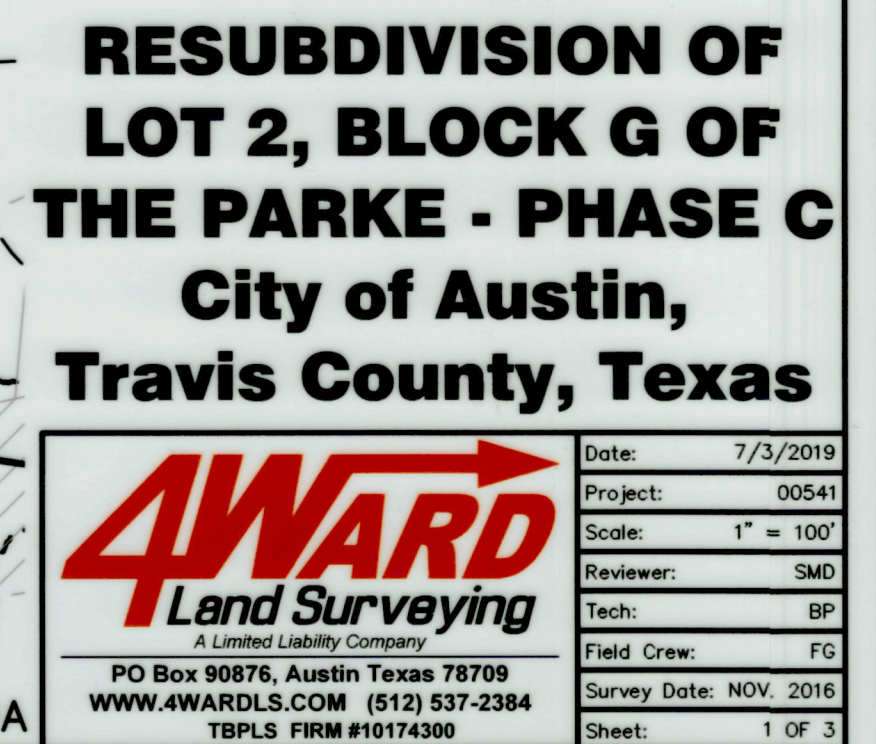 RESUBDIVISION OF
LOT 2, BLOCK G OF
THE PARKE - PHASE C
City of Austin,
Travis County, Texas
4WARD
Land Surveying
A Limited Liability Company
PO Box 90876, Austin Texas 78709
WWW.4WARDLS.COM (512) 537-2384
TBPLS FIRM #10174300
Date: 7/3/2019
Project: 00541
Scale: 1" = 100'
Reviewer: SMD
Tech: BP
Field Crew: FG
Survey Date: NOV. 2016
Sheet: 1 OF 3
A